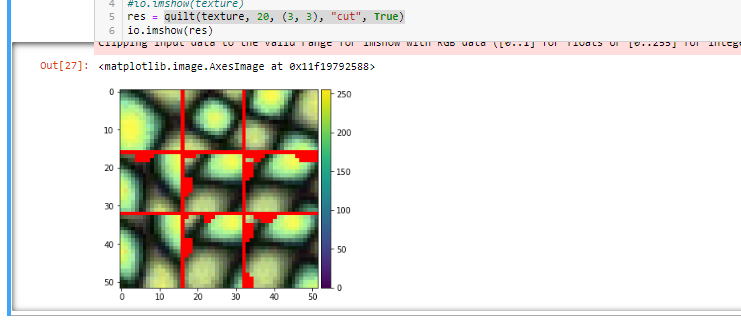 4 #io.imshow(texture)
5 res = quilt(texture, 20, (3, 3), "cut", True)
6 io.imshow(res)
Clipping input data to the valid range for imshow with RGB data ([0..1] for floats or [0..255] for integ
Out[27]: <matplotlib.image.AxesImage at 0x11f19792588>
0
10
20
30
40
50
0 10 20 30 40 50
250
200
150
100
50
0